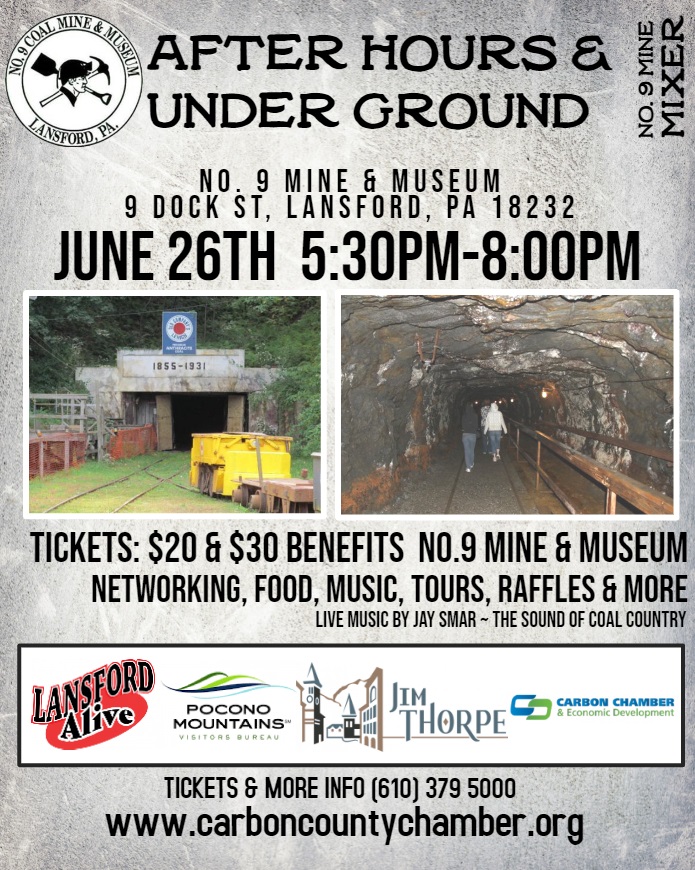 NO. 9 COAL MINE & MUSEUM
LANSFORD, PA.
AFTER HOURS &
UNDER GROUND
NO. 9 MINE
MIXER
NO. 9 MINE & MUSEUM
9 DOCK ST, LANSFORD, PA 18232
JUNE 26TH 5:30PM-8:00PM
1855-1931
TICKETS: $20 & $30 BENEFITS NO.9 MINE & MUSEUM
NETWORKING, FOOD, MUSIC, TOURS, RAFFLES & MORE
LIVE MUSIC BY JAY SMAR ~ THE SOUND OF COAL COUNTRY
LANSFORD
Alive
POCONO
MOUNTAINS℠
VISITORS BUREAU
JIM
THORPE
CARBON CHAMBER
& Economic Development
TICKETS & MORE INFO (610) 379 5000
www.carboncountychamber.org